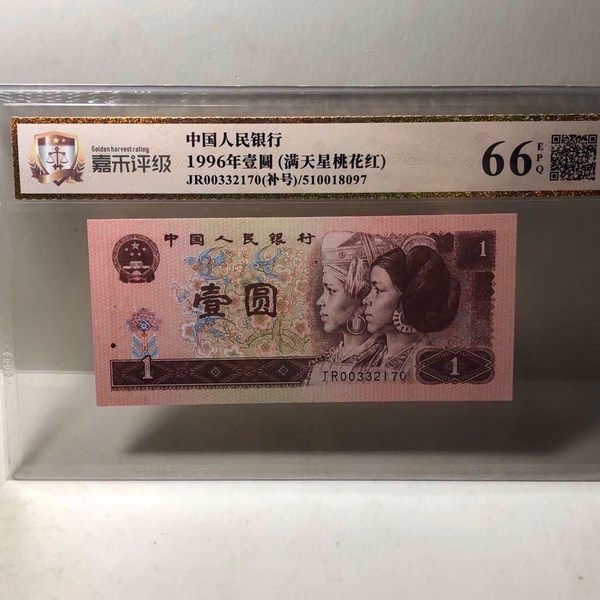 Golden harvest rating
嘉禾评级
中国人民银行
1996年壹圆 (满天星桃花红)
JR00332170(补号)/510018097
66
EPQ
中国人民银行
壹圆
1
1
1
JR00332170